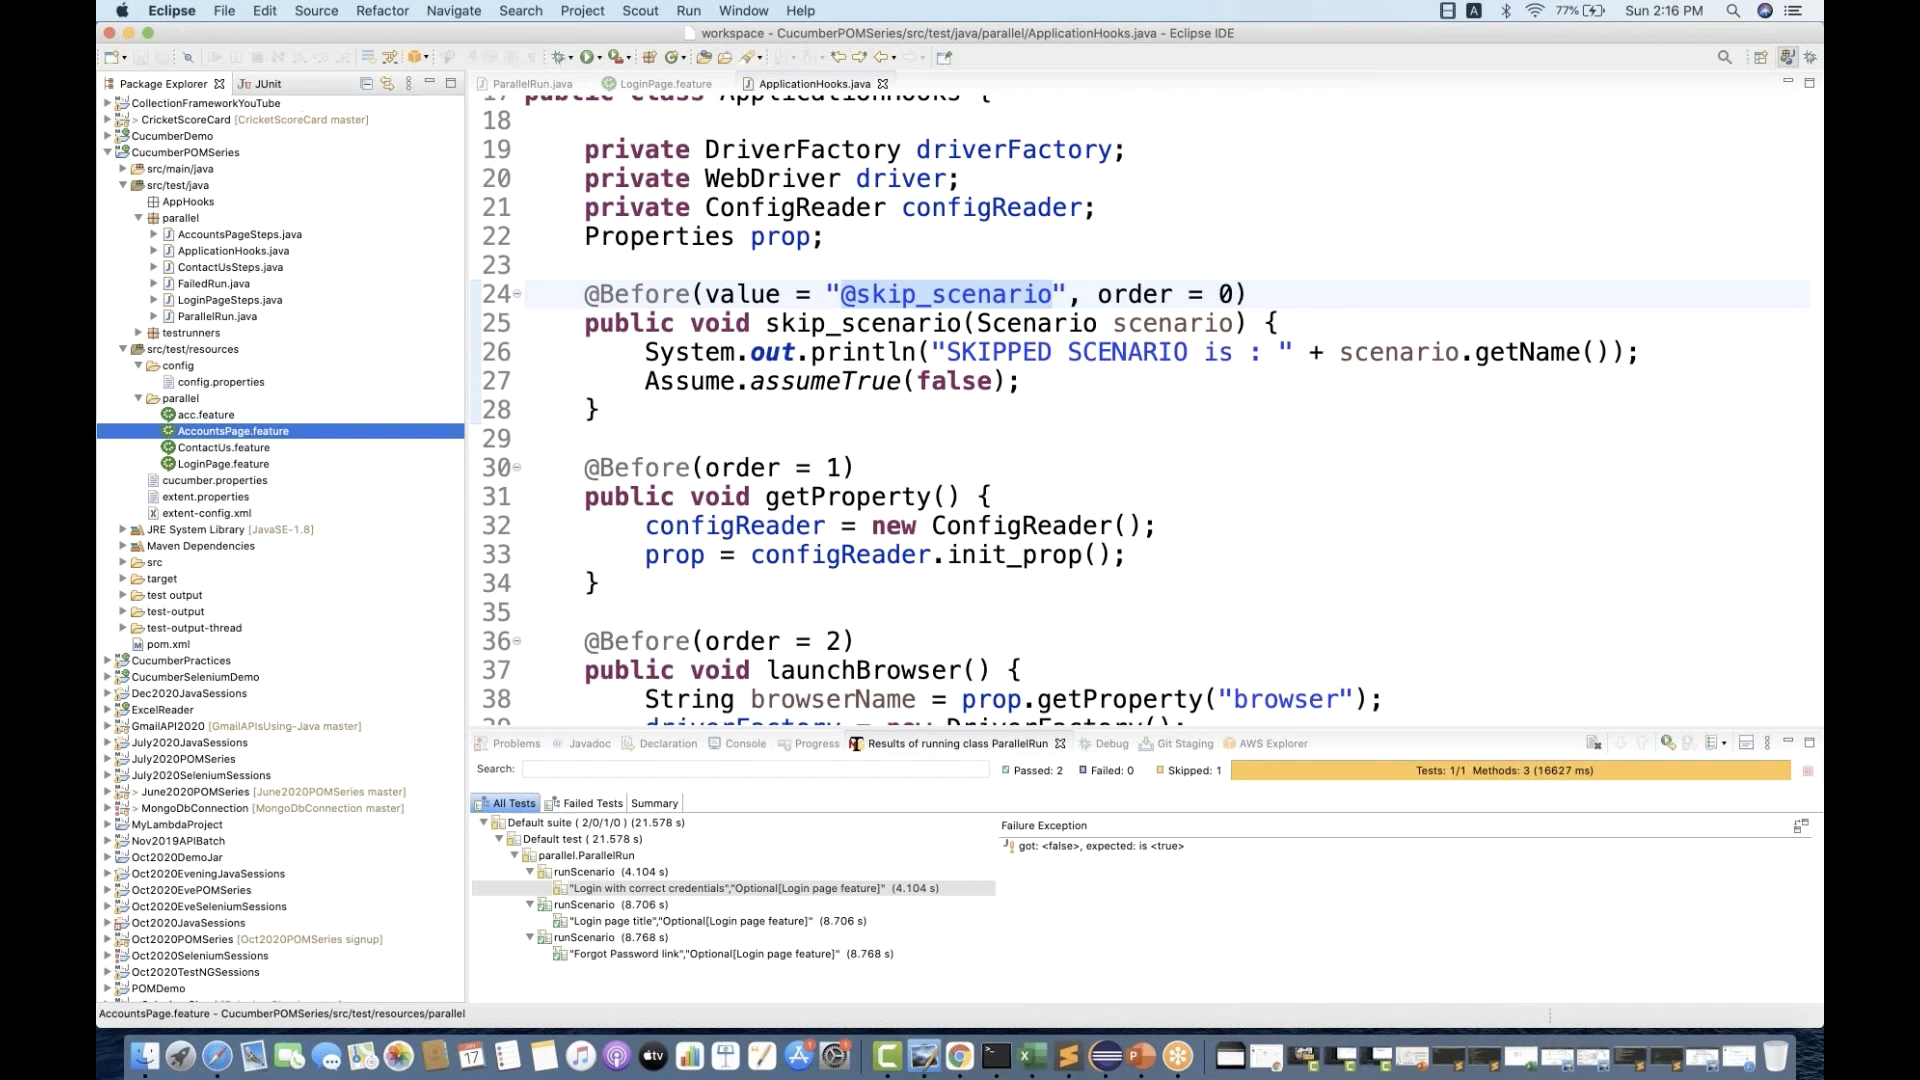 Eclipse File Edit Source Refactor Navigate Search Project Scout Run Window Help 77% Sun 2:16 PM
workspace - CucumberPOMSeries/src/test/java/parallel/ApplicationHooks.java - Eclipse IDE
Package Explorer JUnit
CollectionFrameworkYouTube
> CricketScoreCard [CricketScoreCard master]
CucumberDemo
CucumberPOMSeries
src/main/java
src/test/java
AppHooks
parallel
AccountsPageSteps.java
ApplicationHooks.java
ContactUsSteps.java
FailedRun.java
LoginPageSteps.java
ParallelRun.java
testrunners
src/test/resources
config
config.properties
parallel
acc.feature
AccountsPage.feature
ContactUs.feature
LoginPage.feature
cucumber.properties
extent.properties
extent-config.xml
JRE System Library [JavaSE-1.8]
Maven Dependencies
src
target
test output
test-output
test-output-thread
pom.xml
CucumberPractices
CucumberSeleniumDemo
Dec2020JavaSessions
ExcelReader
GmailAPI2020 [GmailAPIsUsing-Java master]
July2020JavaSessions
July2020POMSeries
July2020SeleniumSessions
> June2020POMSeries [June2020POMSeries master]
> MongoDbConnection [MongoDbConnection master]
MyLambdaProject
Nov2019APIBatch
Oct2020DemoJar
Oct2020EveningJavaSessions
Oct2020EvePOMSeries
Oct2020EveSeleniumSessions
Oct2020JavaSessions
Oct2020POMSeries [Oct2020POMSeries signup]
Oct2020SeleniumSessions
Oct2020TestNGSessions
POMDemo
AccountsPage.feature - CucumberPOMSeries/src/test/resources/parallel
ParallelRun.java LoginPage.feature ApplicationHooks.java
17 public class ApplicationHooks {
18
19 private DriverFactory driverFactory;
20 private WebDriver driver;
21 private ConfigReader configReader;
22 Properties prop;
23
24 @Before(value = "@skip_scenario", order = 0)
25 public void skip_scenario(Scenario scenario) {
26 System.out.println("SKIPPED SCENARIO is : " + scenario.getName());
27 Assume.assumeTrue(false);
28 }
29
30 @Before(order = 1)
31 public void getProperty() {
32 configReader = new ConfigReader();
33 prop = configReader.init_prop();
34 }
35
36 @Before(order = 2)
37 public void launchBrowser() {
38 String browserName = prop.getProperty("browser");
39 driverFactory = new DriverFactory();
Problems Javadoc Declaration Console Progress Results of running class ParallelRun Debug Git Staging AWS Explorer
Search: Passed: 2 Failed: 0 Skipped: 1 Tests: 1/1 Methods: 3 (16627 ms)
All Tests Failed Tests Summary
Default suite ( 2/0/1/0 ) (21.578 s)
Default test ( 21.578 s)
parallel.ParallelRun
runScenario (4.104 s)
"Login with correct credentials","Optional[Login page feature]" (4.104 s)
runScenario (8.706 s)
"Login page title","Optional[Login page feature]" (8.706 s)
runScenario (8.768 s)
"Forgot Password link","Optional[Login page feature]" (8.768 s)
Failure Exception
got: <false>, expected: is <true>